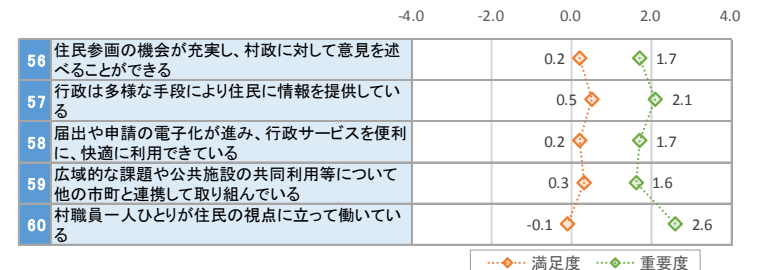 -4.0 -2.0 0.0 2.0 4.0
56 住民参画の機会が充実し、村政に対して意見を述
べることができる
0.2 1.7
57 行政は多様な手段により住民に情報を提供してい
る
0.5 2.1
58 届出や申請の電子化が進み、行政サービスを便利
に、快適に利用できている
0.2 1.7
59 広域的な課題や公共施設の共同利用等について
他の市町と連携して取り組んでいる
0.3 1.6
60 村職員一人ひとりが住民の視点に立って働いてい
る
-0.1 2.6
満足度 重要度